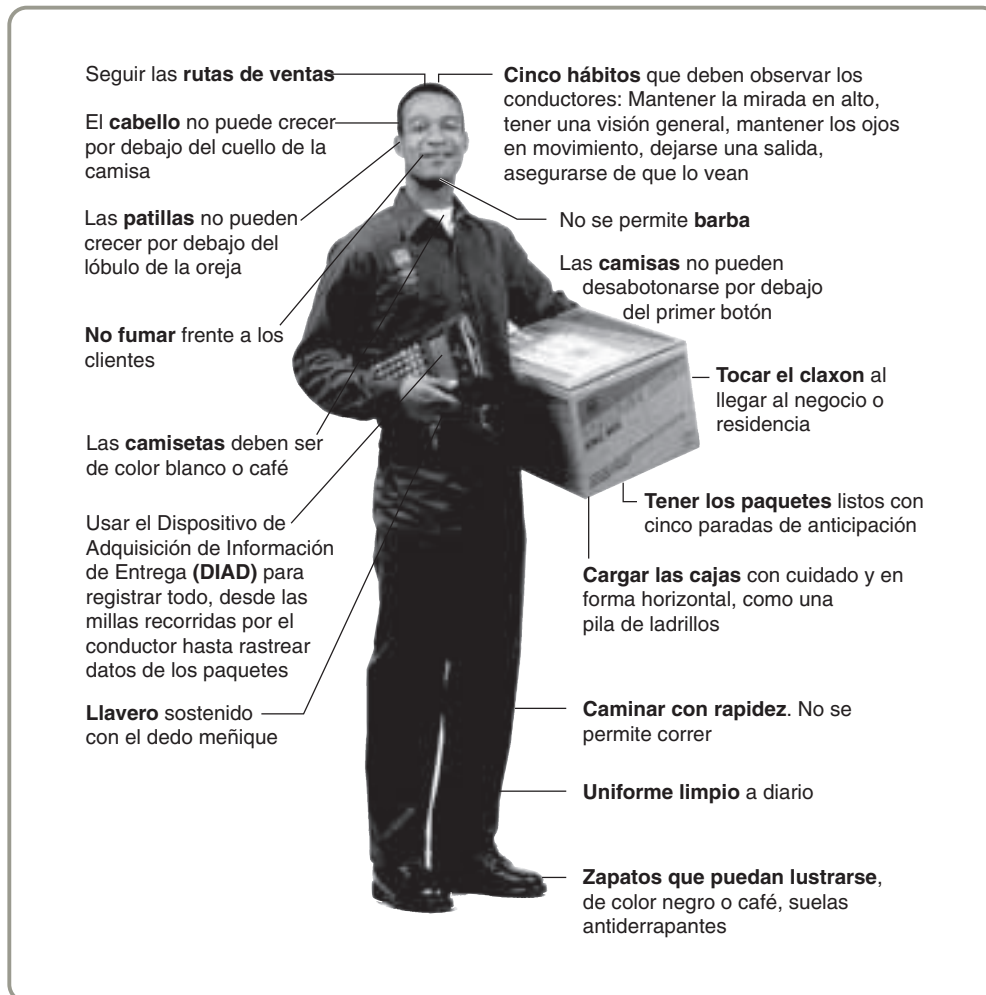 Seguir las rutas de ventas
El cabello no puede crecer
por debajo del cuello de la
camisa
Las patillas no pueden
crecer por debajo del
lóbulo de la oreja
No fumar frente a los
clientes
Las camisetas deben ser
de color blanco o café
Usar el Dispositivo de
Adquisición de Información
de Entrega (DIAD) para
registrar todo, desde las
millas recorridas por el
conductor hasta rastrear
datos de los paquetes
Llavero sostenido
con el dedo meñique
Cinco hábitos que deben observar los
conductores: Mantener la mirada en alto,
tener una visión general, mantener los ojos
en movimiento, dejarse una salida,
asegurarse de que lo vean
No se permite barba
Las camisas no pueden
desabotonarse por debajo
del primer botón
Tocar el claxon al
llegar al negocio o
residencia
Tener los paquetes listos con
cinco paradas de anticipación
Cargar las cajas con cuidado y en
forma horizontal, como una
pila de ladrillos
Caminar con rapidez. No se
permite correr
Uniforme limpio a diario
Zapatos que puedan lustrarse,
de color negro o café, suelas
antiderrapantes